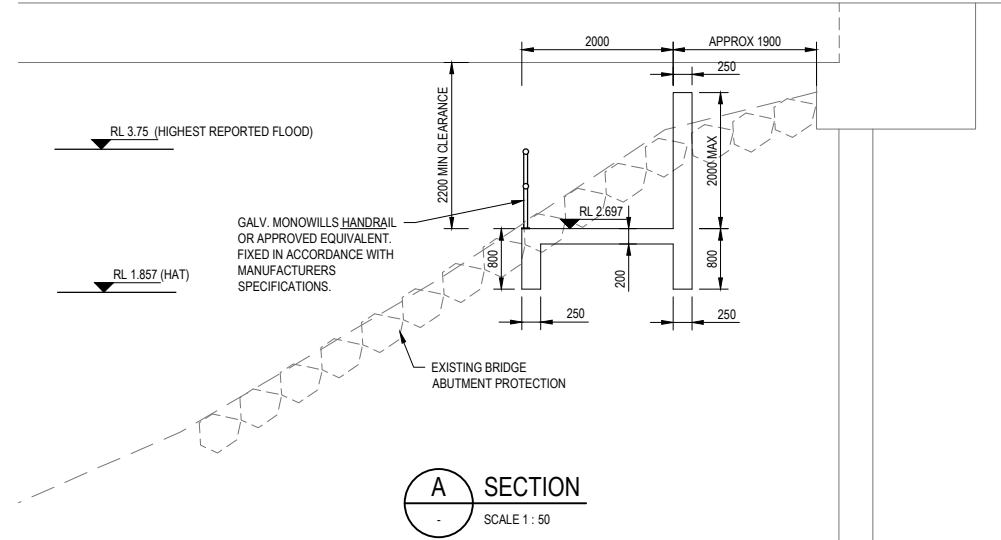 2000
APPROX 1900
250
2200 MIN CLEARANCE
2000 MAX
RL 3.75 (HIGHEST REPORTED FLOOD)
GALV. MONOWILLS HANDRAIL
OR APPROVED EQUIVALENT.
FIXED IN ACCORDANCE WITH
MANUFACTURERS
SPECIFICATIONS.
RL 2.697
RL 1.857 (HAT)
800
200
800
250
250
EXISTING BRIDGE
ABUTMENT PROTECTION
A SECTION
- SCALE 1 : 50